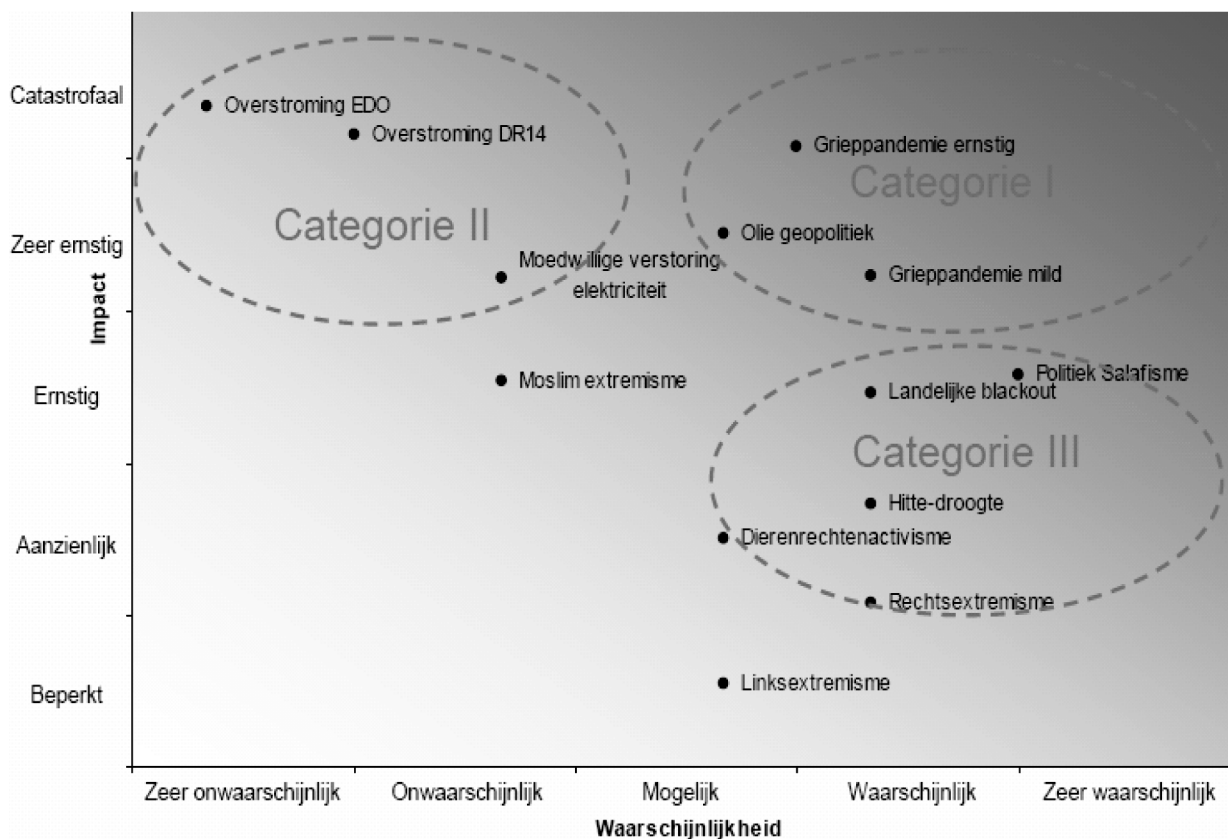 Catastrofaal
Overstroming EDO
Overstroming DR14
Grieppandemie ernstig
Categorie I
Categorie II
Zeer ernstig
Olie geopolitiek
Moedwillige verstoring
elektriciteit
Grieppandemie mild
Impact
Ernstig
Moslim extremisme
Politiek Salafisme
Landelijke blackout
Categorie III
Hitte-droogte
Aanzienlijk
Dierenrechtenactivisme
Rechtsextremisme
Beperkt
Linksextremisme
Zeer onwaarschijnlijk
Onwaarschijnlijk
Mogelijk
Waarschijnlijk
Zeer waarschijnlijk
Waarschijnlijkheid